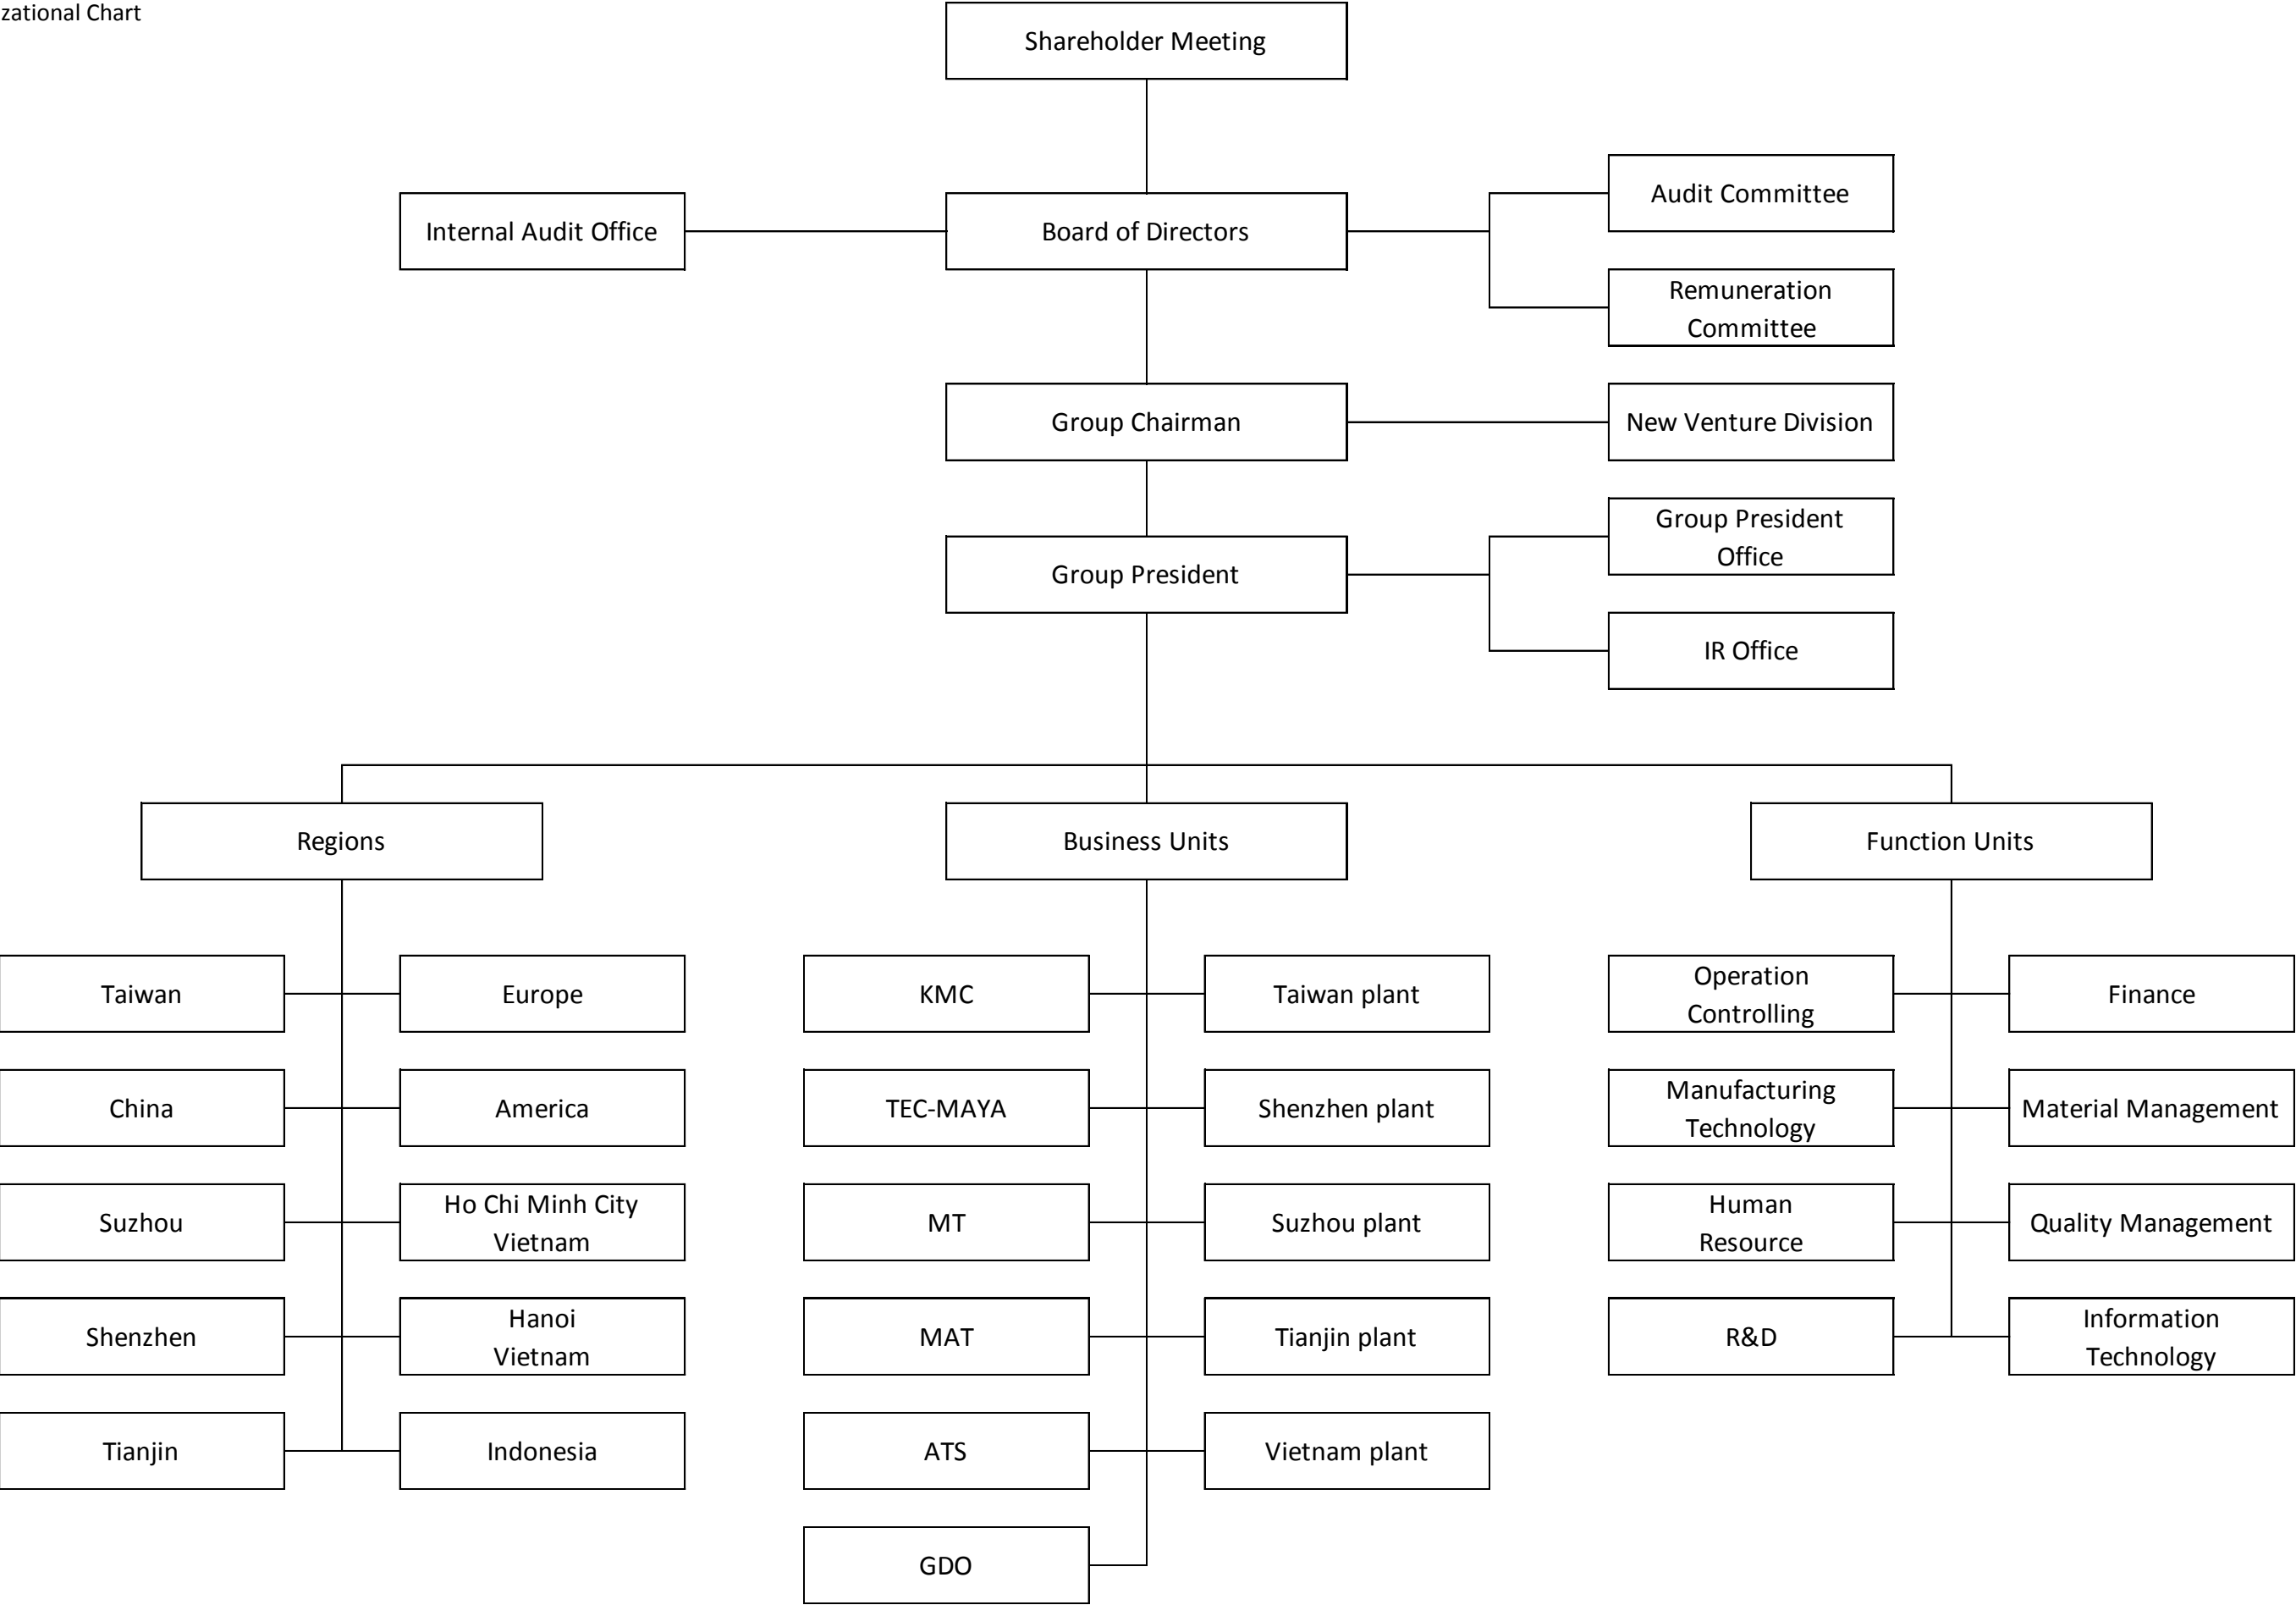 zational Chart
Shareholder Meeting
Audit Committee
Internal Audit Office
Board of Directors
Remuneration
Committee
Group Chairman
New Venture Division
Group President
Office
Group President
IR Office
Regions
Business Units
Function Units
Taiwan
Europe
KMC
Taiwan plant
Operation
Controlling
Finance
China
America
TEC-MAYA
Shenzhen plant
Manufacturing
Technology
Material Management
Suzhou
Ho Chi Minh City
Vietnam
MT
Suzhou plant
Human
Resource
Quality Management
Shenzhen
Hanoi
Vietnam
MAT
Tianjin plant
R&D
Information
Technology
Tianjin
Indonesia
ATS
Vietnam plant
GDO